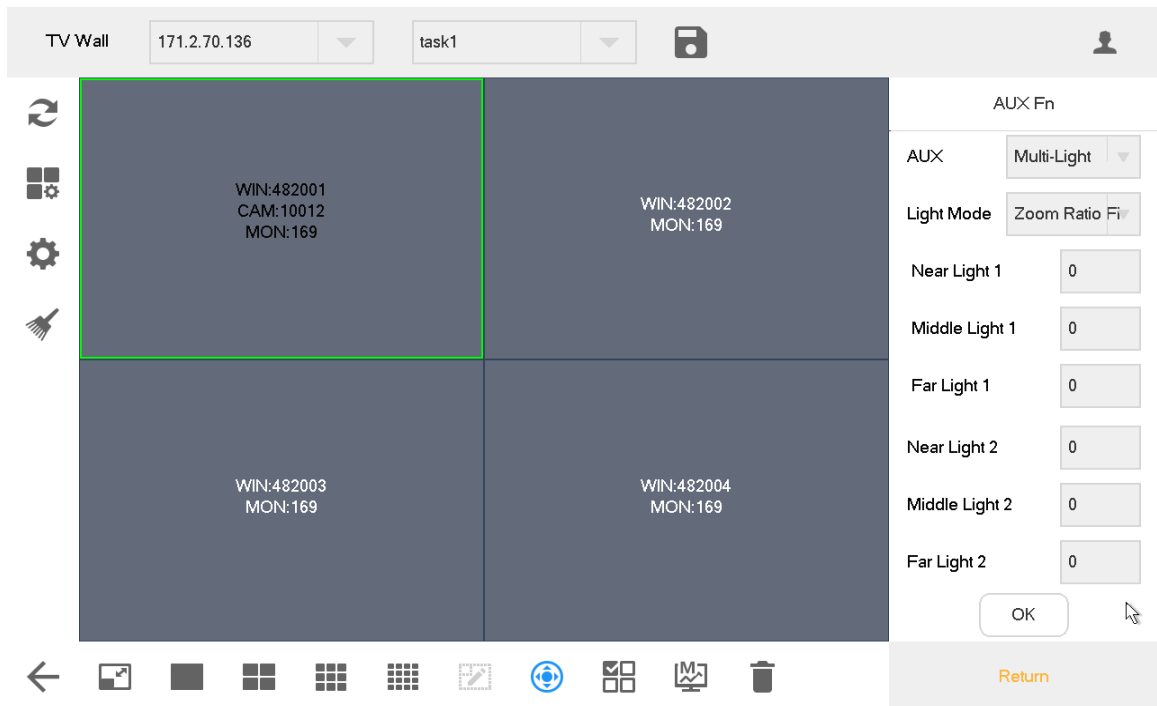 TV Wall 171.2.70.136 task1
AUX Fn
AUX Multi-Light
Light Mode Zoom Ratio Fi
Near Light 1 0
Middle Light 1 0
Far Light 1 0
Near Light 2 0
Middle Light 2 0
Far Light 2 0
OK
Return
WIN:482001
CAM:10012
MON:169
WIN:482002
MON:169
WIN:482003
MON:169
WIN:482004
MON:169
M